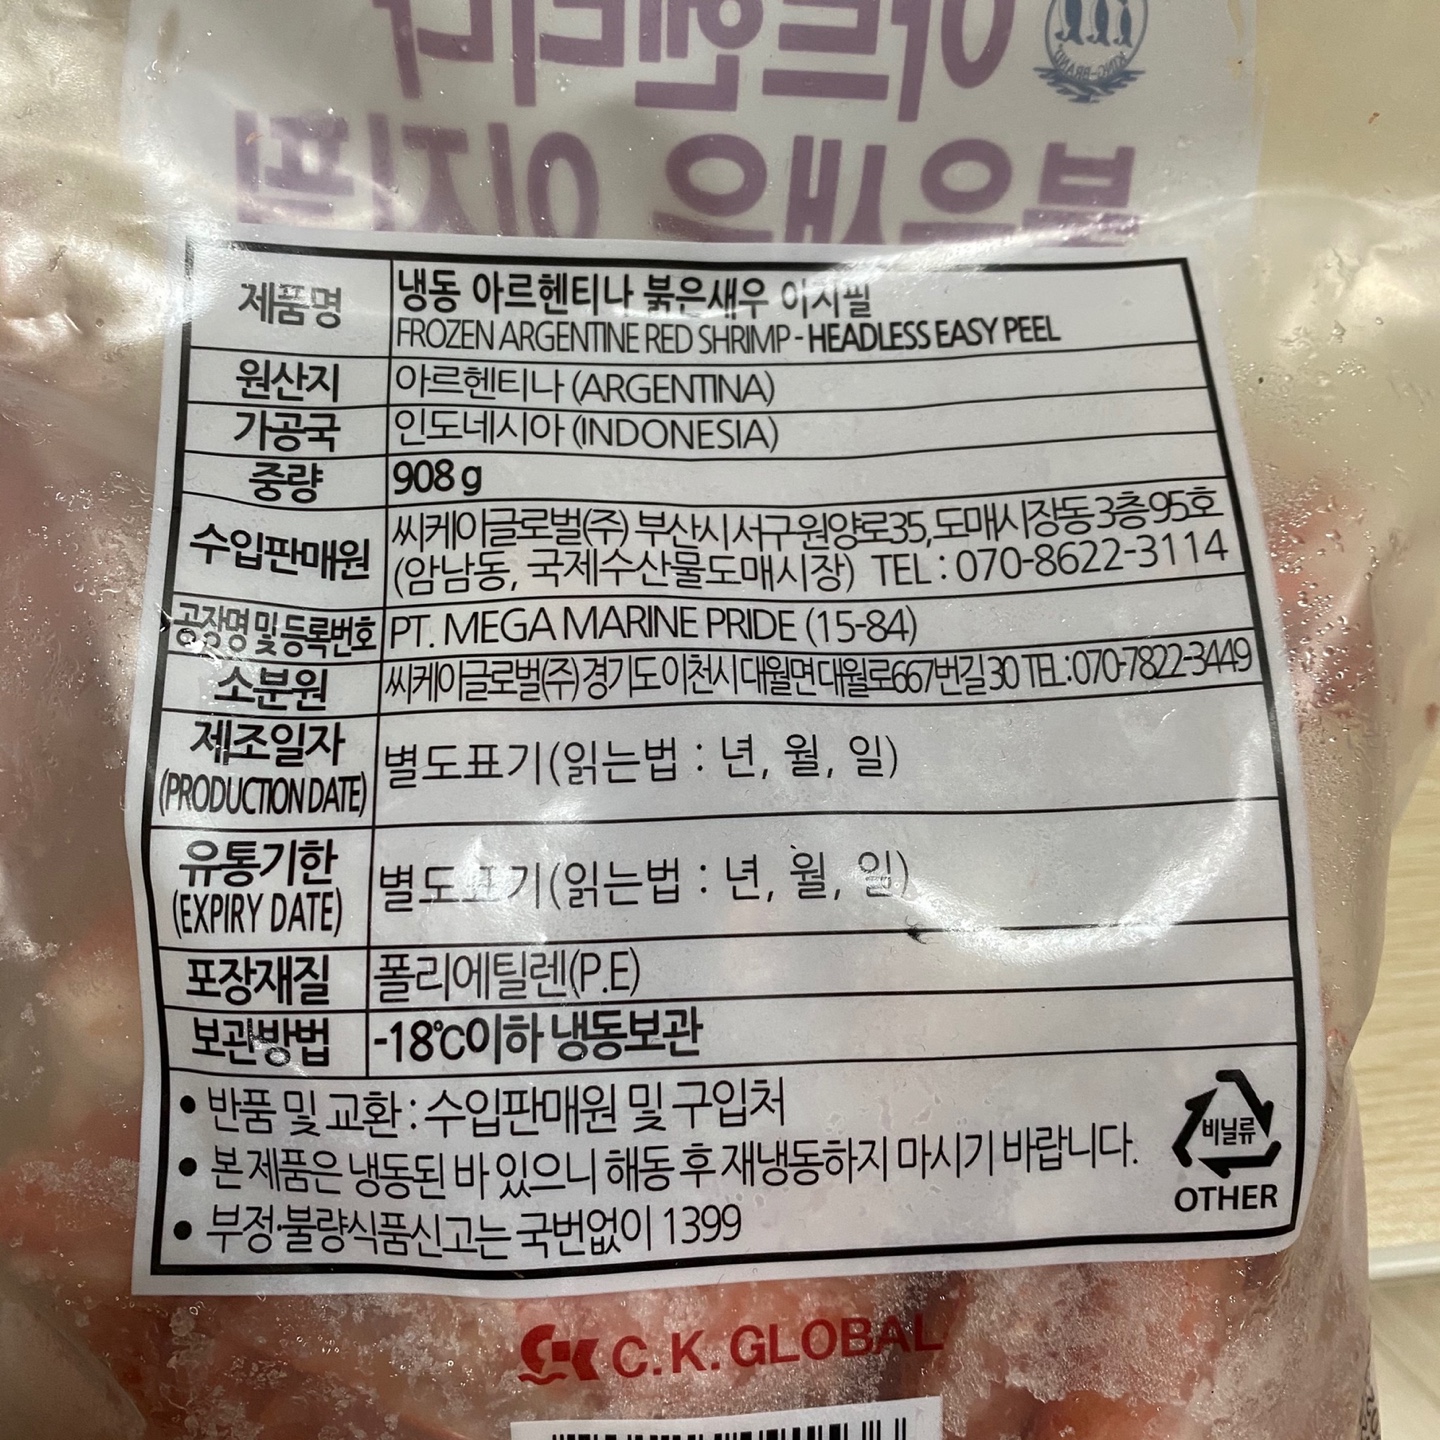 아르헨티나
붉은새우 이지필
제품명
냉동 아르헨티나 붉은새우 이지필
FROZEN ARGENTINE RED SHRIMP - HEADLESS EASY PEEL
원산지
아르헨티나 (ARGENTINA)
가공국
인도네시아 (INDONESIA)
중량
908 g
수입판매원
씨케이글로벌(주) 부산시 서구 원양로35, 도매시장동 3층 95호
(암남동, 국제수산물도매시장) TEL : 070-8622-3114
공장명 및 등록번호
PT. MEGA MARINE PRIDE (15-84)
소분원
씨케이글로벌(주) 경기도 이천시 대월면 대월로667번길 30 TEL : 070-7822-3449
제조일자
(PRODUCTION DATE)
별도표기(읽는법 : 년, 월, 일)
유통기한
(EXPIRY DATE)
별도표기(읽는법 : 년, 월, 일)
포장재질
폴리에틸렌(P.E)
보관방법
-18℃이하 냉동보관
• 반품 및 교환 : 수입판매원 및 구입처
• 본 제품은 냉동된 바 있으니 해동 후 재냉동하지 마시기 바랍니다.
• 부정·불량식품신고는 국번없이 1399
비닐류
OTHER
C.K. GLOBAL